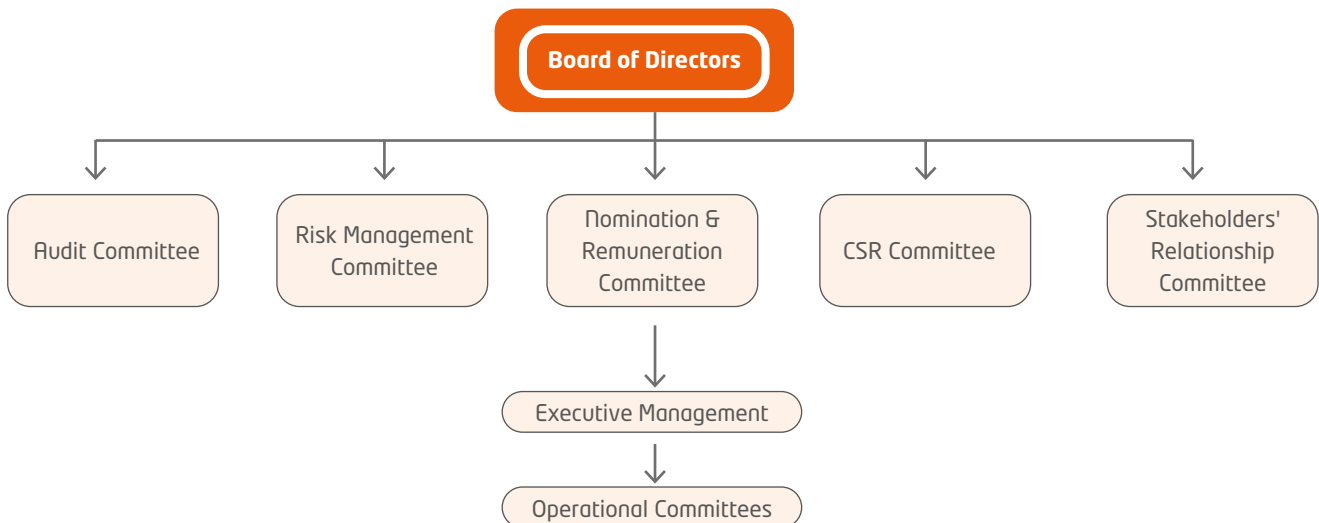 Board of Directors
Audit Committee
Risk Management
Committee
Nomination &
Remuneration
Committee
CSR Committee
Stakeholders'
Relationship
Committee
Executive Management
Operational Committees